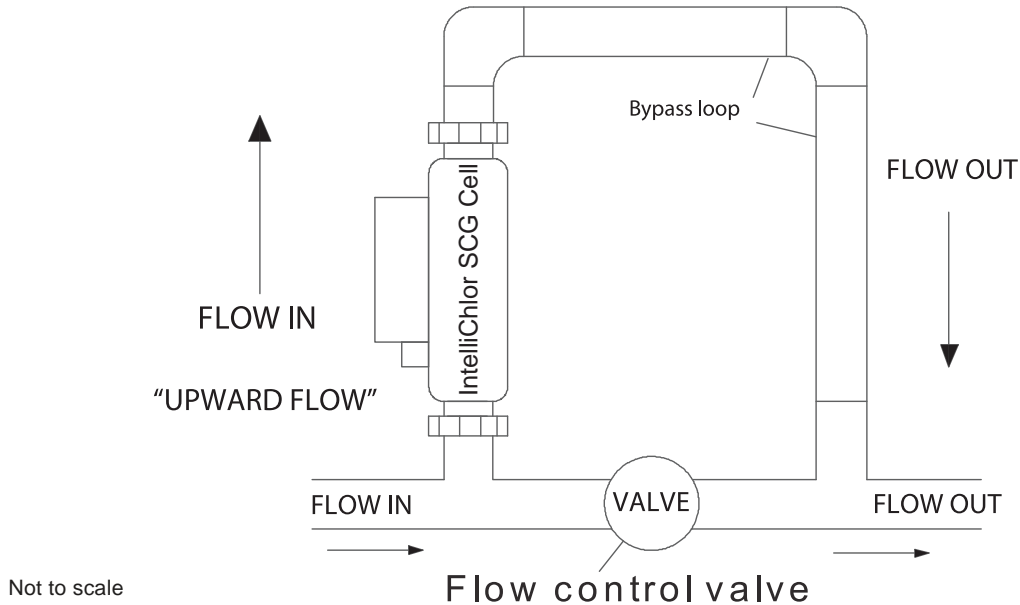 Bypass loop
FLOW OUT
IntelliChlor SCG Cell
FLOW IN
“UPWARD FLOW”
FLOW IN
VALVE
FLOW OUT
Flow control valve
Not to scale